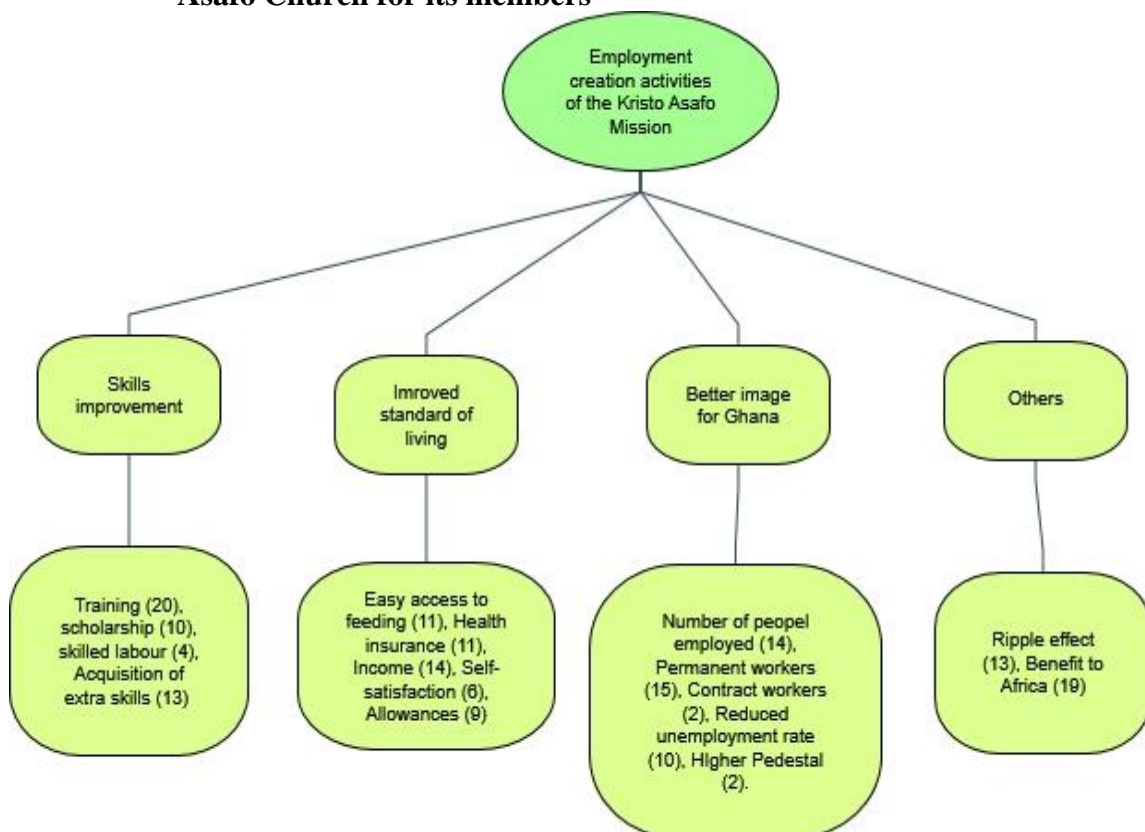 Asafo Church for its members
Employment
creation activities
of the Kristo Asafo
Mission
Skills
improvement
Imroved
standard of
living
Better image
for Ghana
Others
Training (20),
scholarship (10),
skilled labour (4),
Acquisition of
extra skills (13)
Easy access to
feeding (11), Health
insurance (11),
Income (14), Self-
satisfaction (6),
Allowances (9)
Number of peopel
employed (14),
Permanent workers
(15), Contract workers
(2), Reduced
unemployment rate
(10), HIgher Pedestal
(2).
Ripple effect
(13), Benefit to
Africa (19)